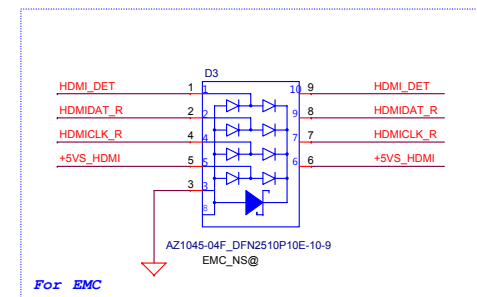 D3
HDMI_DET 1 1 10 9 HDMI_DET
HDMIDAT_R 2 2 9 8 HDMIDAT_R
HDMICLK_R 4 4 7 7 HDMICLK_R
+5VS_HDMI 5 5 6 6 +5VS_HDMI
3 3
8
AZ1045-04F_DFN2510P10E-10-9
EMC_NS@
For EMC